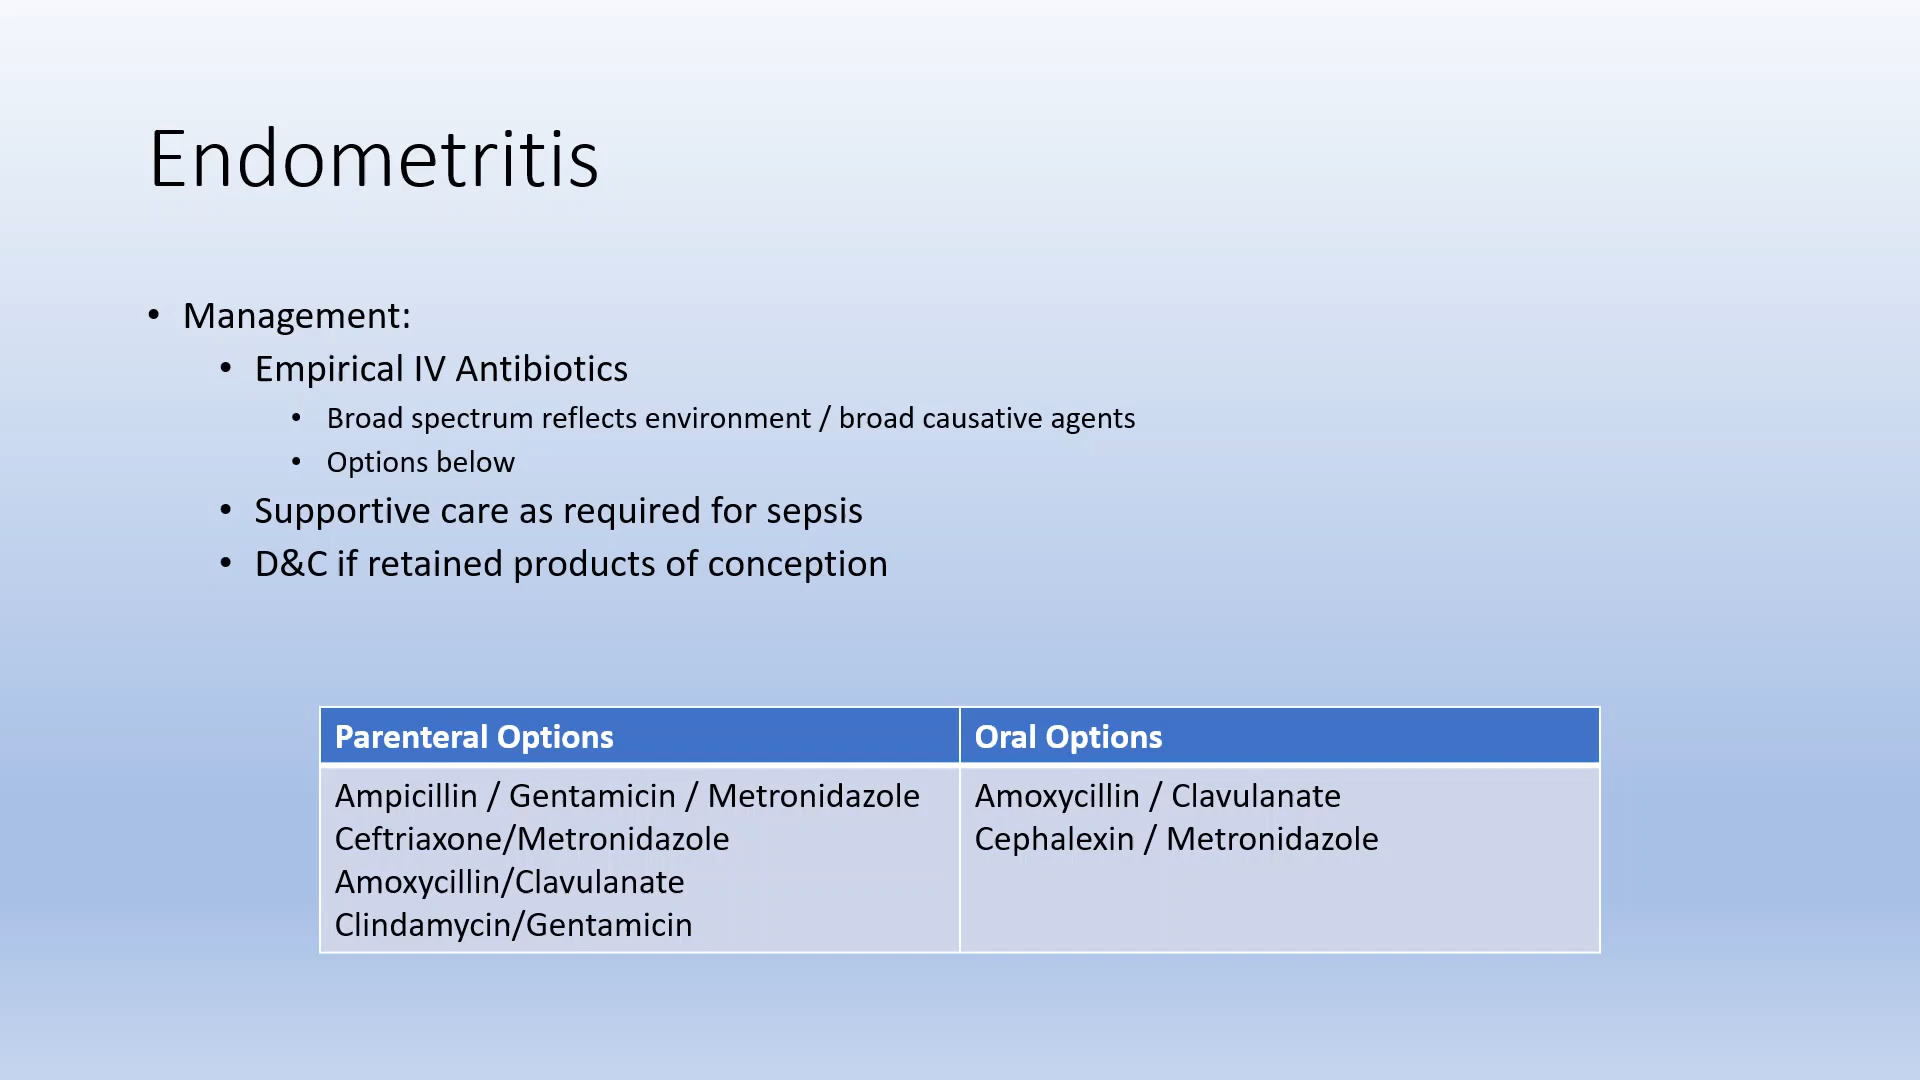 Endometritis
• Management:
• Empirical IV Antibiotics
• Broad spectrum reflects environment / broad causative agents
• Options below
• Supportive care as required for sepsis
• D&C if retained products of conception
Parenteral Options
Oral Options
Ampicillin / Gentamicin / Metronidazole
Ceftriaxone/Metronidazole
Amoxycillin/Clavulanate
Clindamycin/Gentamicin
Amoxycillin / Clavulanate
Cephalexin / Metronidazole